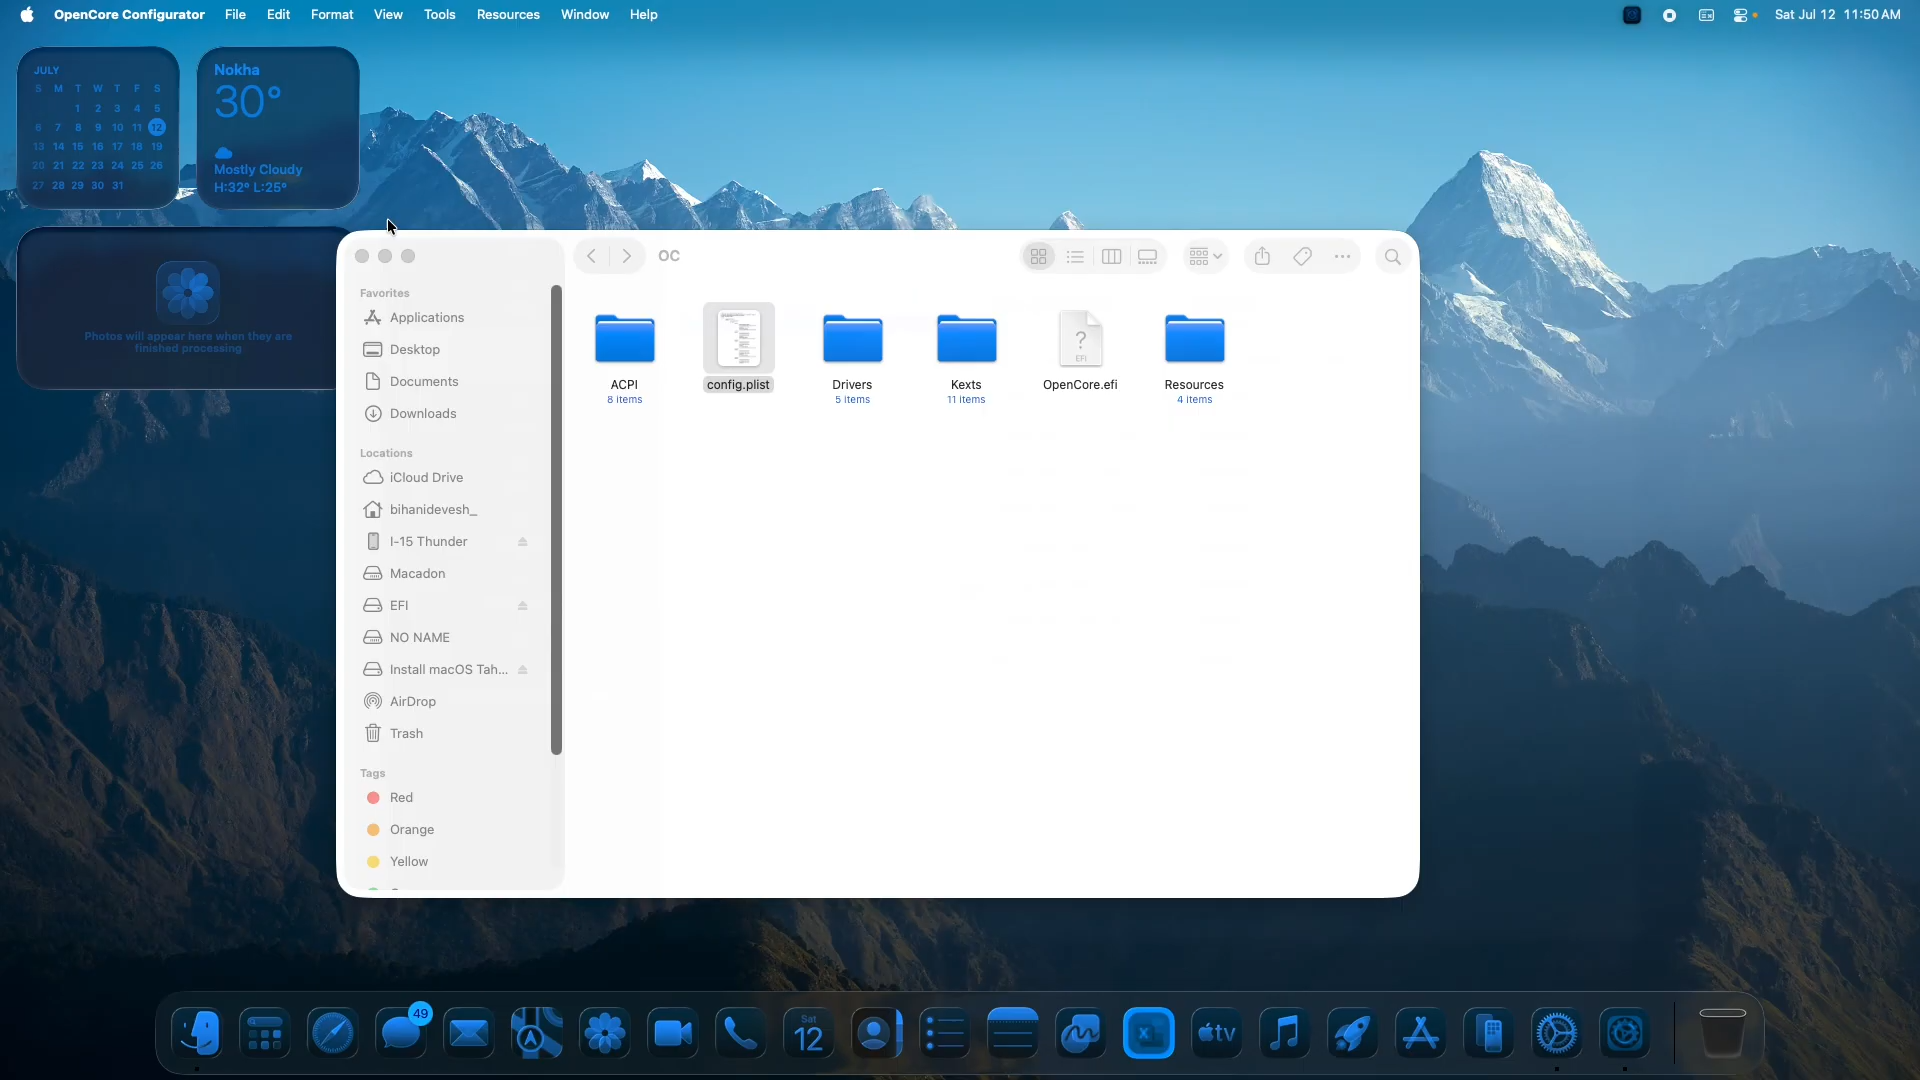 OpenCore Configurator File Edit Format View Tools Resources Window Help Sat Jul 12 11:50 AM
JULY
S M T W T F S
1 2 3 4 5
6 7 8 9 10 11 12
13 14 15 16 17 18 19
20 21 22 23 24 25 26
27 28 29 30 31
Nokha
30°
Mostly Cloudy
H:32° L:25°
Photos will appear here when they are
finished processing
OC
Favorites
Applications
Desktop
Documents
Downloads
Locations
iCloud Drive
bihanidevesh_
I-15 Thunder
Macadon
EFI
NO NAME
Install macOS Tah...
AirDrop
Trash
Tags
Red
Orange
Yellow
ACPI
8 items
config.plist
Drivers
5 items
Kexts
11 items
?
EFI
OpenCore.efi
Resources
4 items
49
Sat
12
X
tv